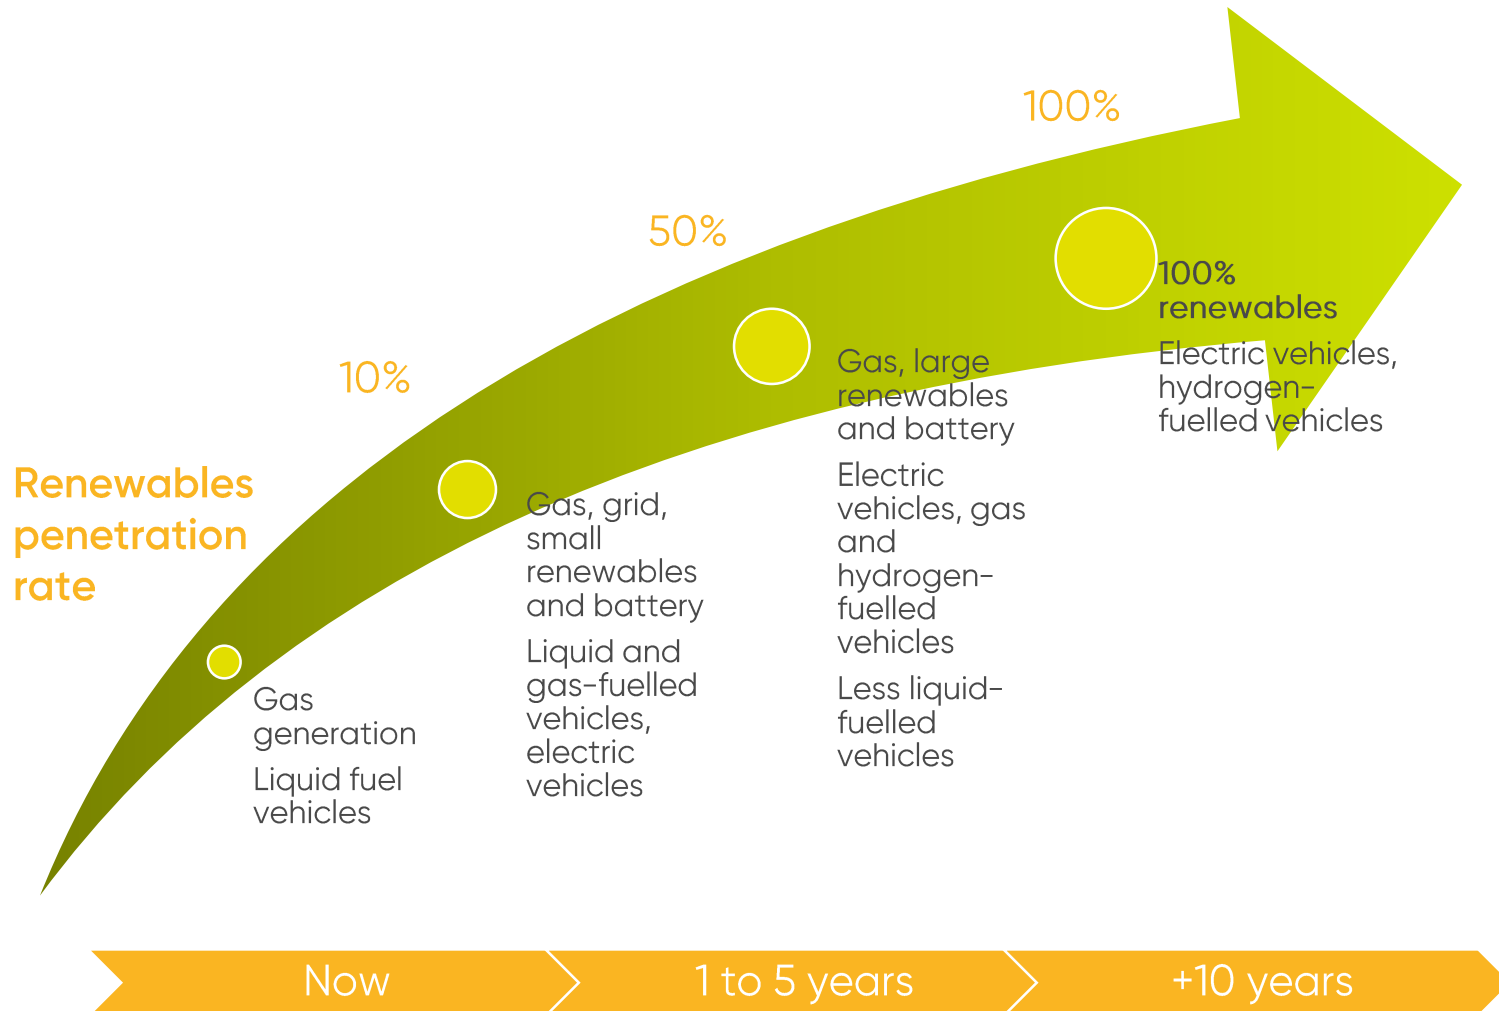 100%
50%
10%
Renewables
penetration
rate
Gas
generation
Liquid fuel
vehicles
Gas, grid,
small
renewables
and battery
Liquid and
gas-fuelled
vehicles,
electric
vehicles
Gas, large
renewables
and battery
Electric
vehicles, gas
and
hydrogen-
fuelled
vehicles
Less liquid-
fuelled
vehicles
100%
renewables
Electric vehicles,
hydrogen-
fuelled vehicles
Now
1 to 5 years
+10 years